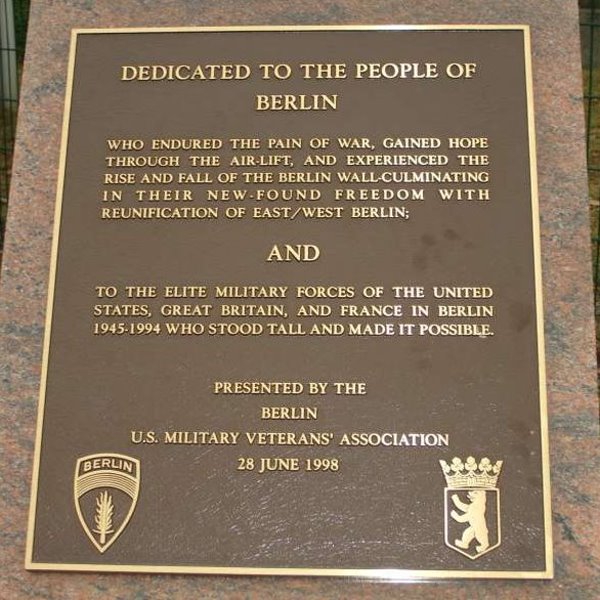 DEDICATED TO THE PEOPLE OF
BERLIN
WHO ENDURED THE PAIN OF WAR, GAINED HOPE
THROUGH THE AIR-LIFT, AND EXPERIENCED THE
RISE AND FALL OF THE BERLIN WALL-CULMINATING
IN THEIR NEW-FOUND FREEDOM WITH
REUNIFICATION OF EAST/WEST BERLIN;
AND
TO THE ELITE MILITARY FORCES OF THE UNITED
STATES, GREAT BRITAIN, AND FRANCE IN BERLIN
1945-1994 WHO STOOD TALL AND MADE IT POSSIBLE.
PRESENTED BY THE
BERLIN
U.S. MILITARY VETERANS' ASSOCIATION
28 JUNE 1998
BERLIN